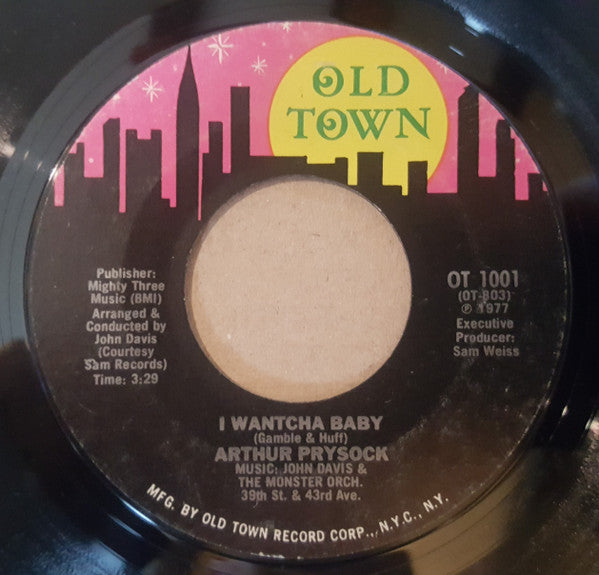 OLD
TOWN
Publisher:
Mighty Three
Music (BMI)
Arranged &
Conducted by
John Davis
(Courtesy
Sam Records)
Time: 3:29
OT 1001
(OT-803)
℗ 1977
Executive
Producer:
Sam Weiss
I WANTCHA BABY
(Gamble & Huff)
ARTHUR PRYSOCK
MUSIC: JOHN DAVIS &
THE MONSTER ORCH.
39th St. & 43rd Ave.
MFG. BY OLD TOWN RECORD CORP., N.Y.C., N.Y.